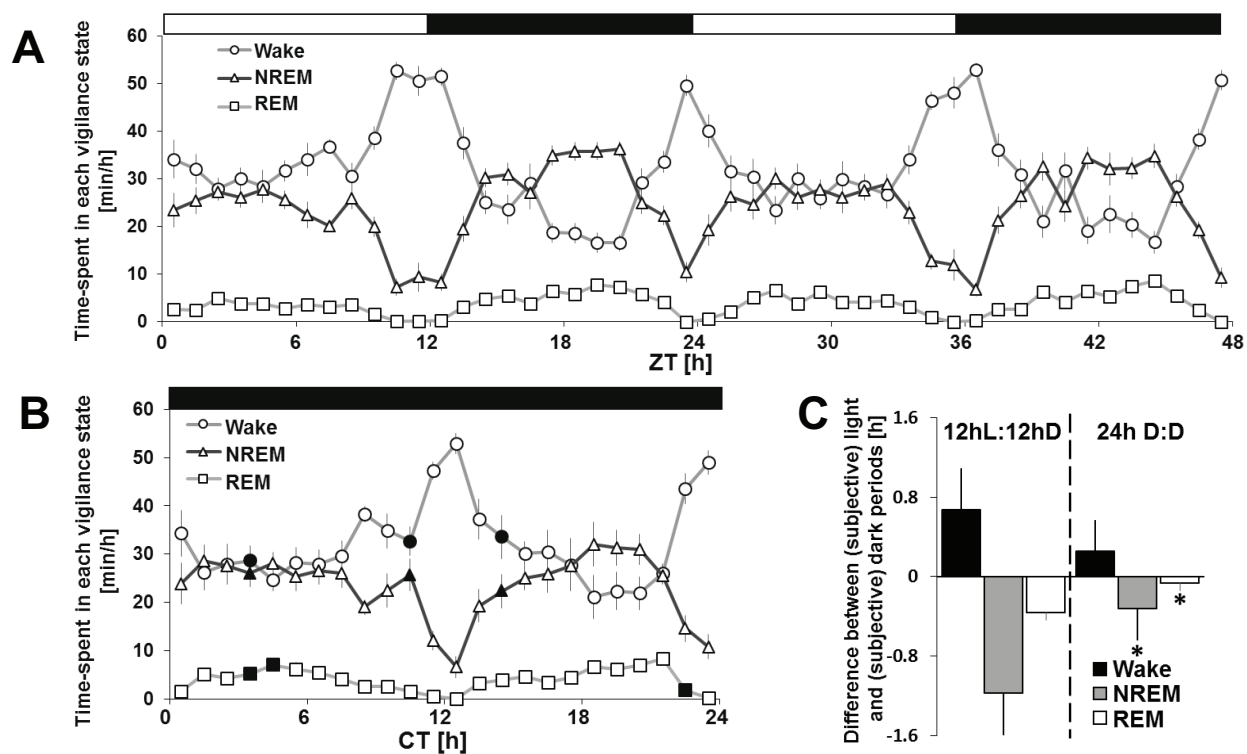 A
Time-spent in each vigilance state
[min/h]
60
50
40
30
20
10
0
Wake
NREM
REM
0 6 12 18 24 30 36 42 48
ZT [h]
B
Time-spent in each vigilance state
[min/h]
60
50
40
30
20
10
0
Wake
NREM
REM
0 6 12 18 24
CT [h]
C
Difference between (subjective) light
and (subjective) dark periods [h]
1.6
0.8
0
-0.8
-1.6
12hL:12hD 24h D:D
*
*
Wake
NREM
REM